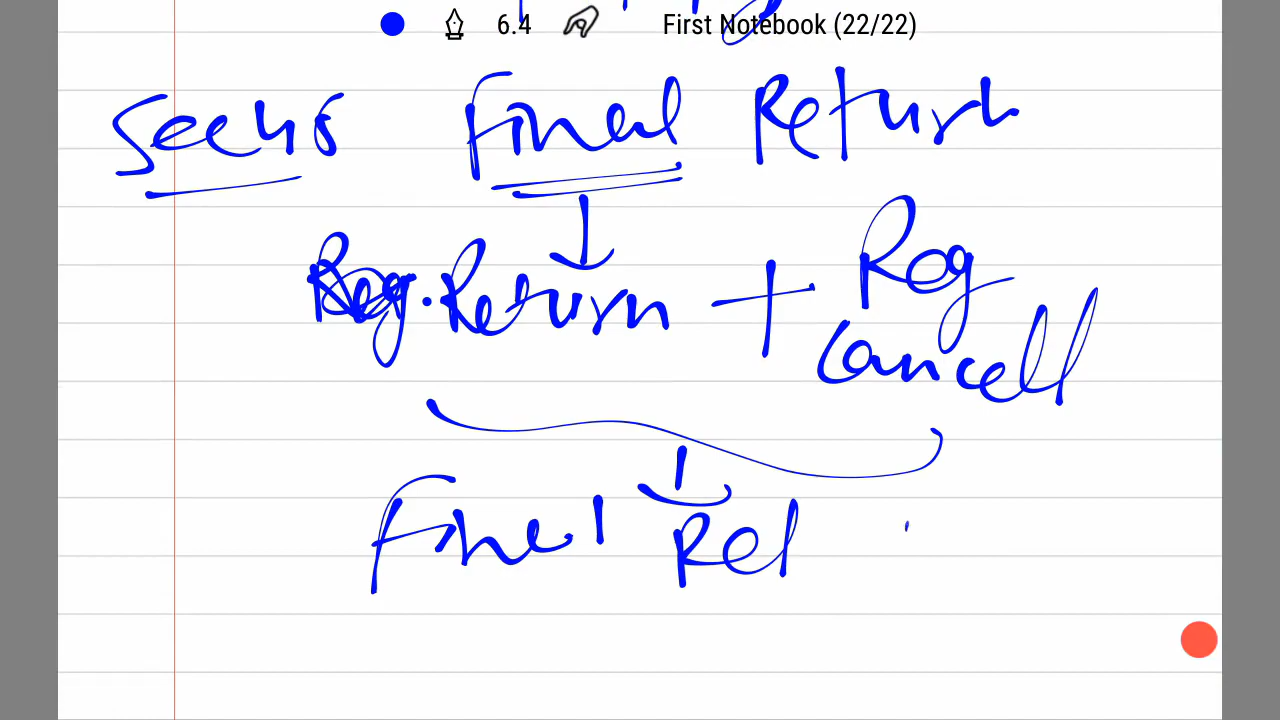 6.4 First Notebook (22/22)
Sec 45 Final Return
Reg. Return + Reg
Cancell
Final Ret